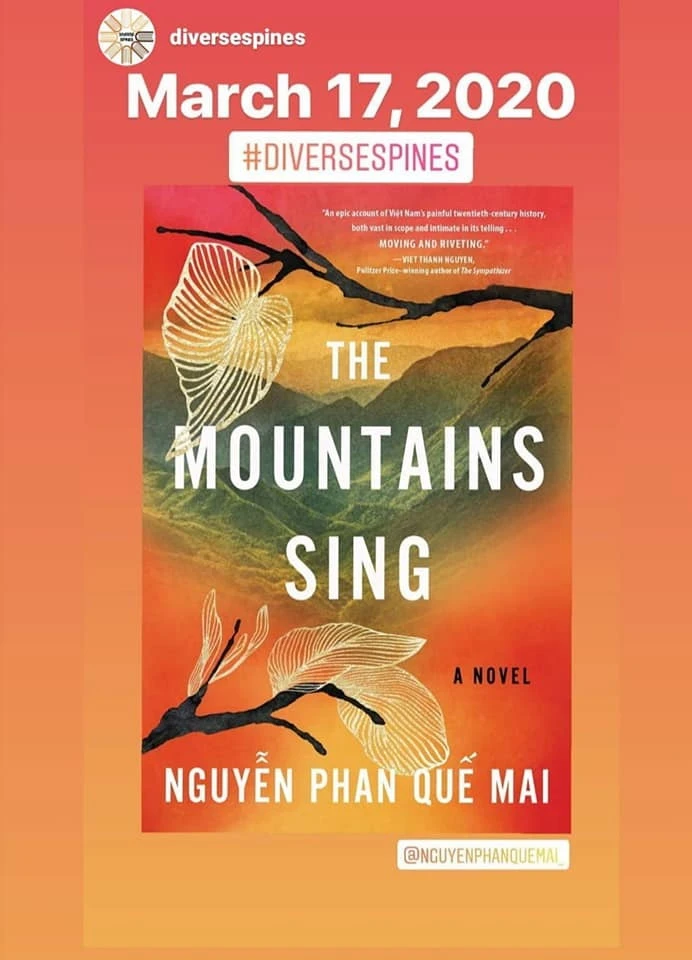 diversespines
March 17, 2020
#DIVERSESPINES
"An epic account of Việt Nam's painful twentieth-century history,
both vast in scope and intimate in its telling . . .
MOVING AND RIVETING."
—VIET THANH NGUYEN,
Pulitzer Prize–winning author of The Sympathizer
THE
MOUNTAINS
SING
A NOVEL
NGUYỄN PHAN QUẾ MAI
@NGUYENPHANQUEMAI_